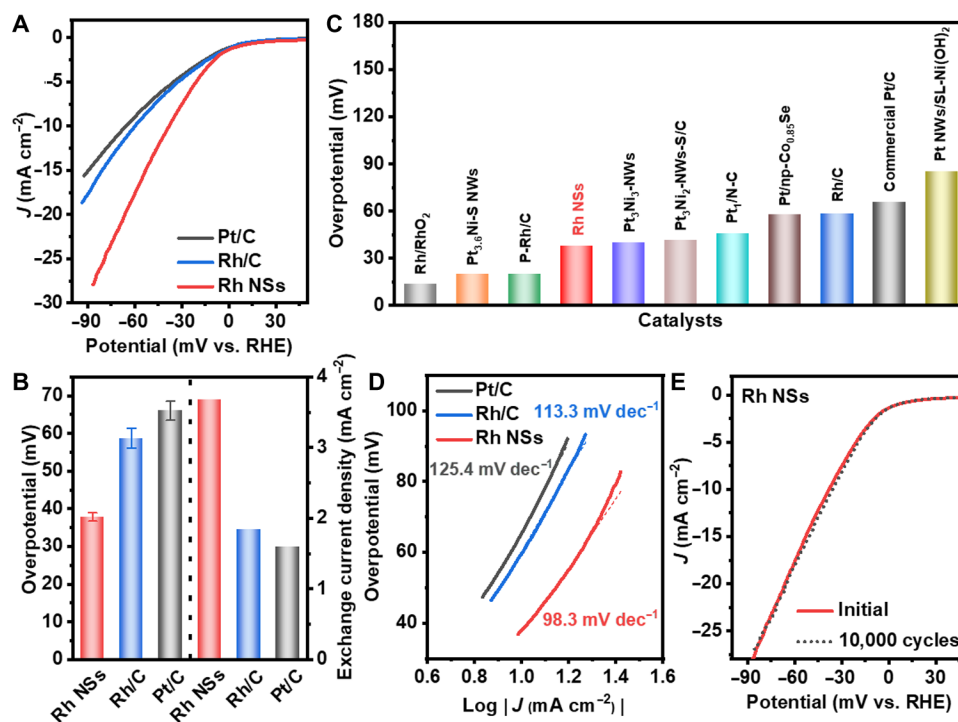 A
0
−5
−10
−15
−20
−25
−30
J (mA cm⁻²)
−90 −60 −30 0 30
Potential (mV vs. RHE)
Pt/C
Rh/C
Rh NSs
C
180
150
120
90
60
30
0
Overpotential (mV)
Rh/RhO₂
Pt₃.₆Ni-S NWs
P-Rh/C
Rh NSs
Pt₃Ni₃-NWs
Pt₃Ni₂-NWs-S/C
Pt₁/N-C
Pt/np-Co₀.₈₅Se
Rh/C
Commercial Pt/C
Pt NWs/SL-Ni(OH)₂
Catalysts
B
70
60
50
40
30
20
10
0
Overpotential (mV)
4
3
2
1
0
Exchange current density (mA cm⁻²)
Rh NSs
Rh/C
Pt/C
Rh NSs
Rh/C
Pt/C
D
100
80
60
40
Overpotential (mV)
Pt/C
Rh/C
Rh NSs
113.3 mV dec⁻¹
125.4 mV dec⁻¹
98.3 mV dec⁻¹
0.6 0.8 1.0 1.2 1.4 1.6
Log | J (mA cm⁻²) |
E
Rh NSs
0
−5
−10
−15
−20
−25
J (mA cm⁻²)
Initial
10,000 cycles
−90 −60 −30 0 30
Potential (mV vs. RHE)